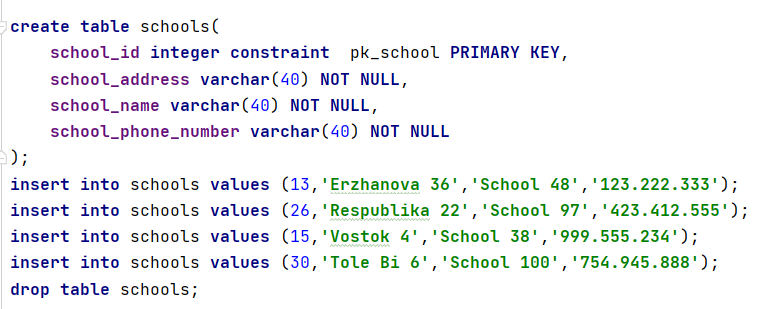 create table schools(
    school_id integer constraint  pk_school PRIMARY KEY,
    school_address varchar(40) NOT NULL,
    school_name varchar(40) NOT NULL,
    school_phone_number varchar(40) NOT NULL
);
insert into schools values (13,'Erzhanova 36','School 48','123.222.333');
insert into schools values (26,'Respublika 22','School 97','423.412.555');
insert into schools values (15,'Vostok 4','School 38','999.555.234');
insert into schools values (30,'Tole Bi 6','School 100','754.945.888');
drop table schools;